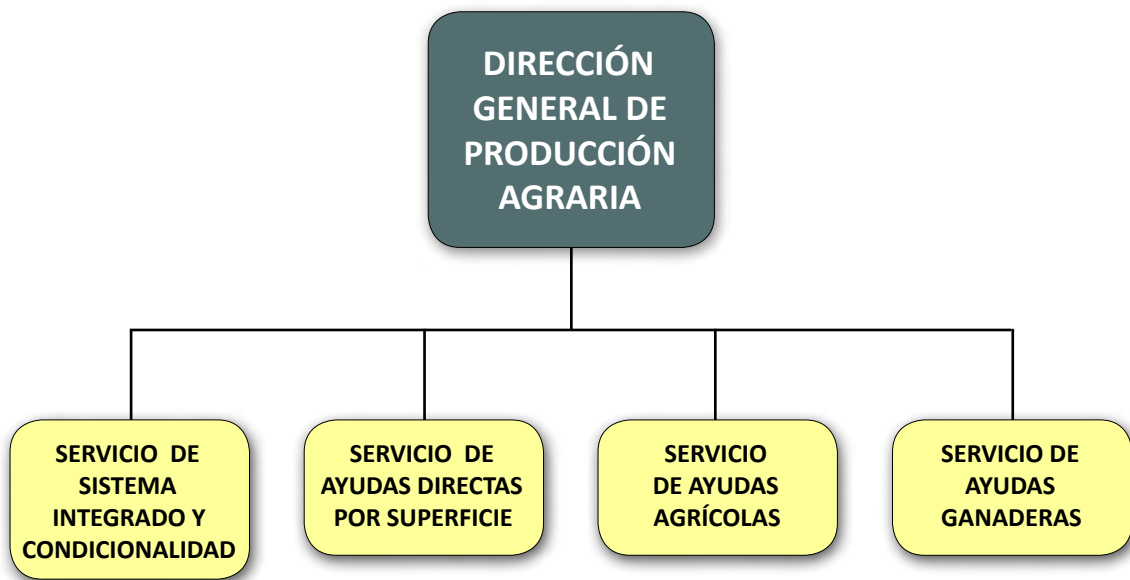 DIRECCIÓN
GENERAL DE
PRODUCCIÓN
AGRARIA
SERVICIO DE
SISTEMA
INTEGRADO Y
CONDICIONALIDAD
SERVICIO DE
AYUDAS DIRECTAS
POR SUPERFICIE
SERVICIO
DE AYUDAS
AGRÍCOLAS
SERVICIO DE
AYUDAS
GANADERAS